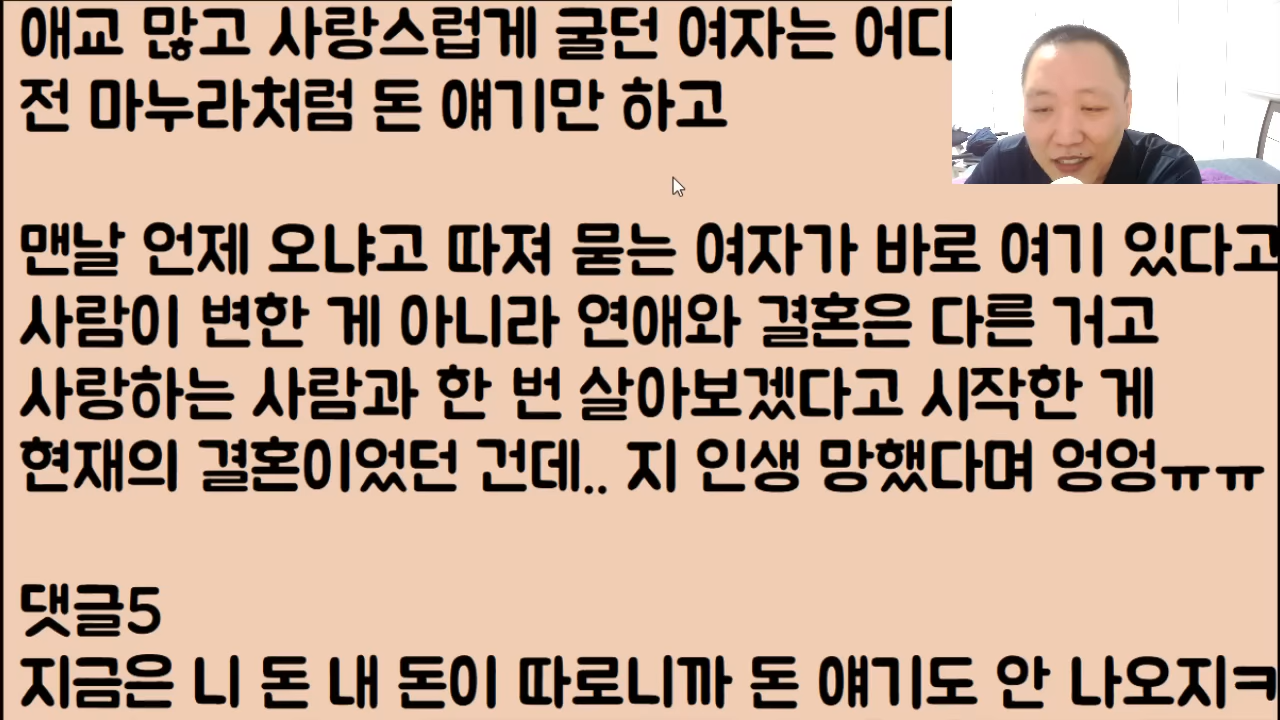 애교 많고 사랑스럽게 굴던 여자는 어디
전 마누라처럼 돈 얘기만 하고
맨날 언제 오냐고 따져 묻는 여자가 바로 여기 있다고
사람이 변한 게 아니라 연애와 결혼은 다른 거고
사랑하는 사람과 한 번 살아보겠다고 시작한 게
현재의 결혼이었던 건데.. 지 인생 망했다며 엉엉ㅠㅠ
댓글5
지금은 니 돈 내 돈이 따로니까 돈 얘기도 안 나오지ㅋ